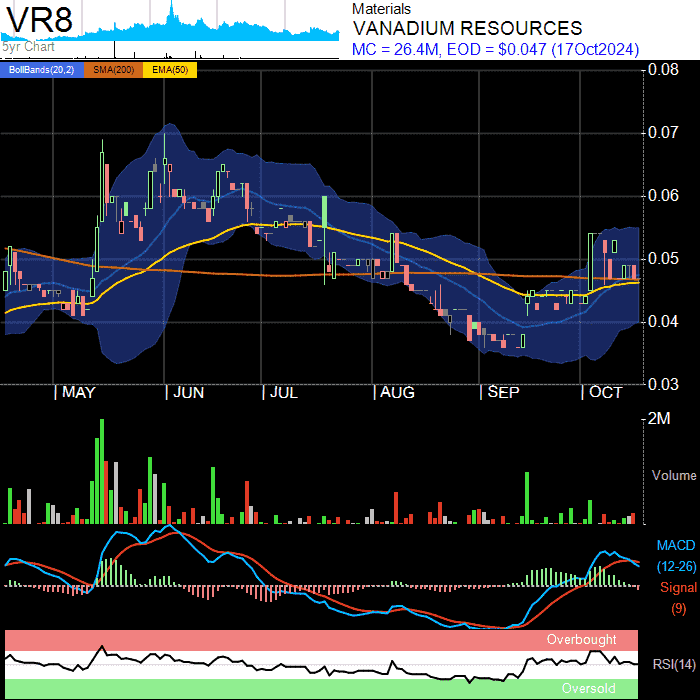 VR8
5yr Chart
Materials
VANADIUM RESOURCES
MC = 26.4M, EOD = $0.047 (17Oct2024)
BollBands(20,2) SMA(200) EMA(50)
0.08
0.07
0.06
0.05
0.04
0.03
MAY JUN JUL AUG SEP OCT
2M
Volume
MACD
(12-26)
Signal
(9)
Overbought
RSI(14)
Oversold